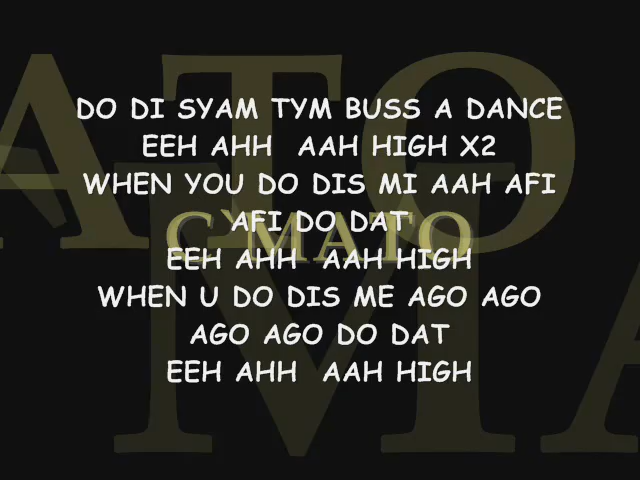 DO DI SYAM TYM BUSS A DANCE
EEH AHH  AAH HIGH X2
WHEN YOU DO DIS MI AAH AFI
AFI DO DAT
C`MATO
EEH AHH  AAH HIGH
WHEN U DO DIS ME AGO AGO
AGO AGO DO DAT
EEH AHH  AAH HIGH
ATO
MA